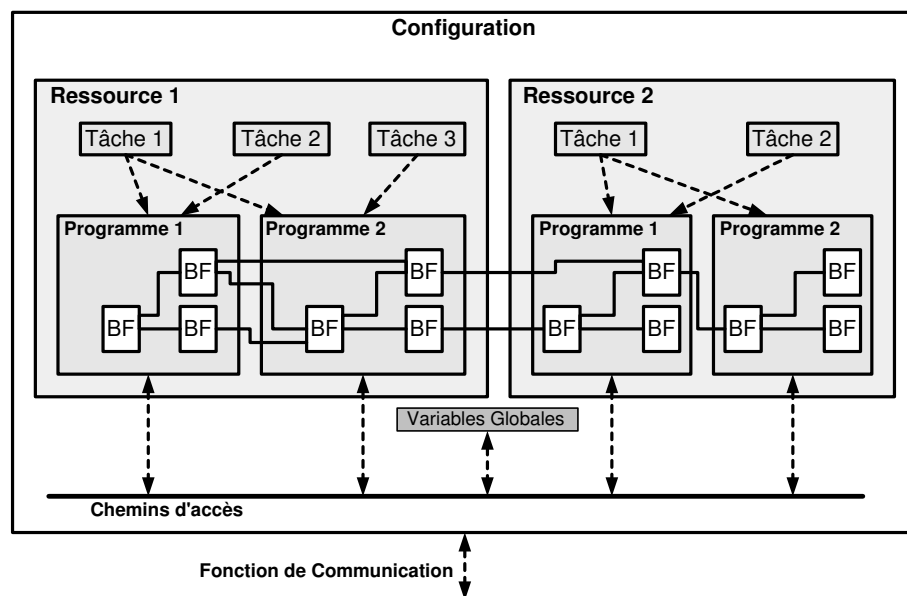 Configuration
Ressource 1
Ressource 2
Tâche 1
Tâche 2
Tâche 3
Tâche 1
Tâche 2
Programme 1
Programme 2
Programme 1
Programme 2
BF
BF
BF
BF
BF
BF
BF
BF
BF
BF
BF
BF
Variables Globales
Chemins d'accès
Fonction de Communication